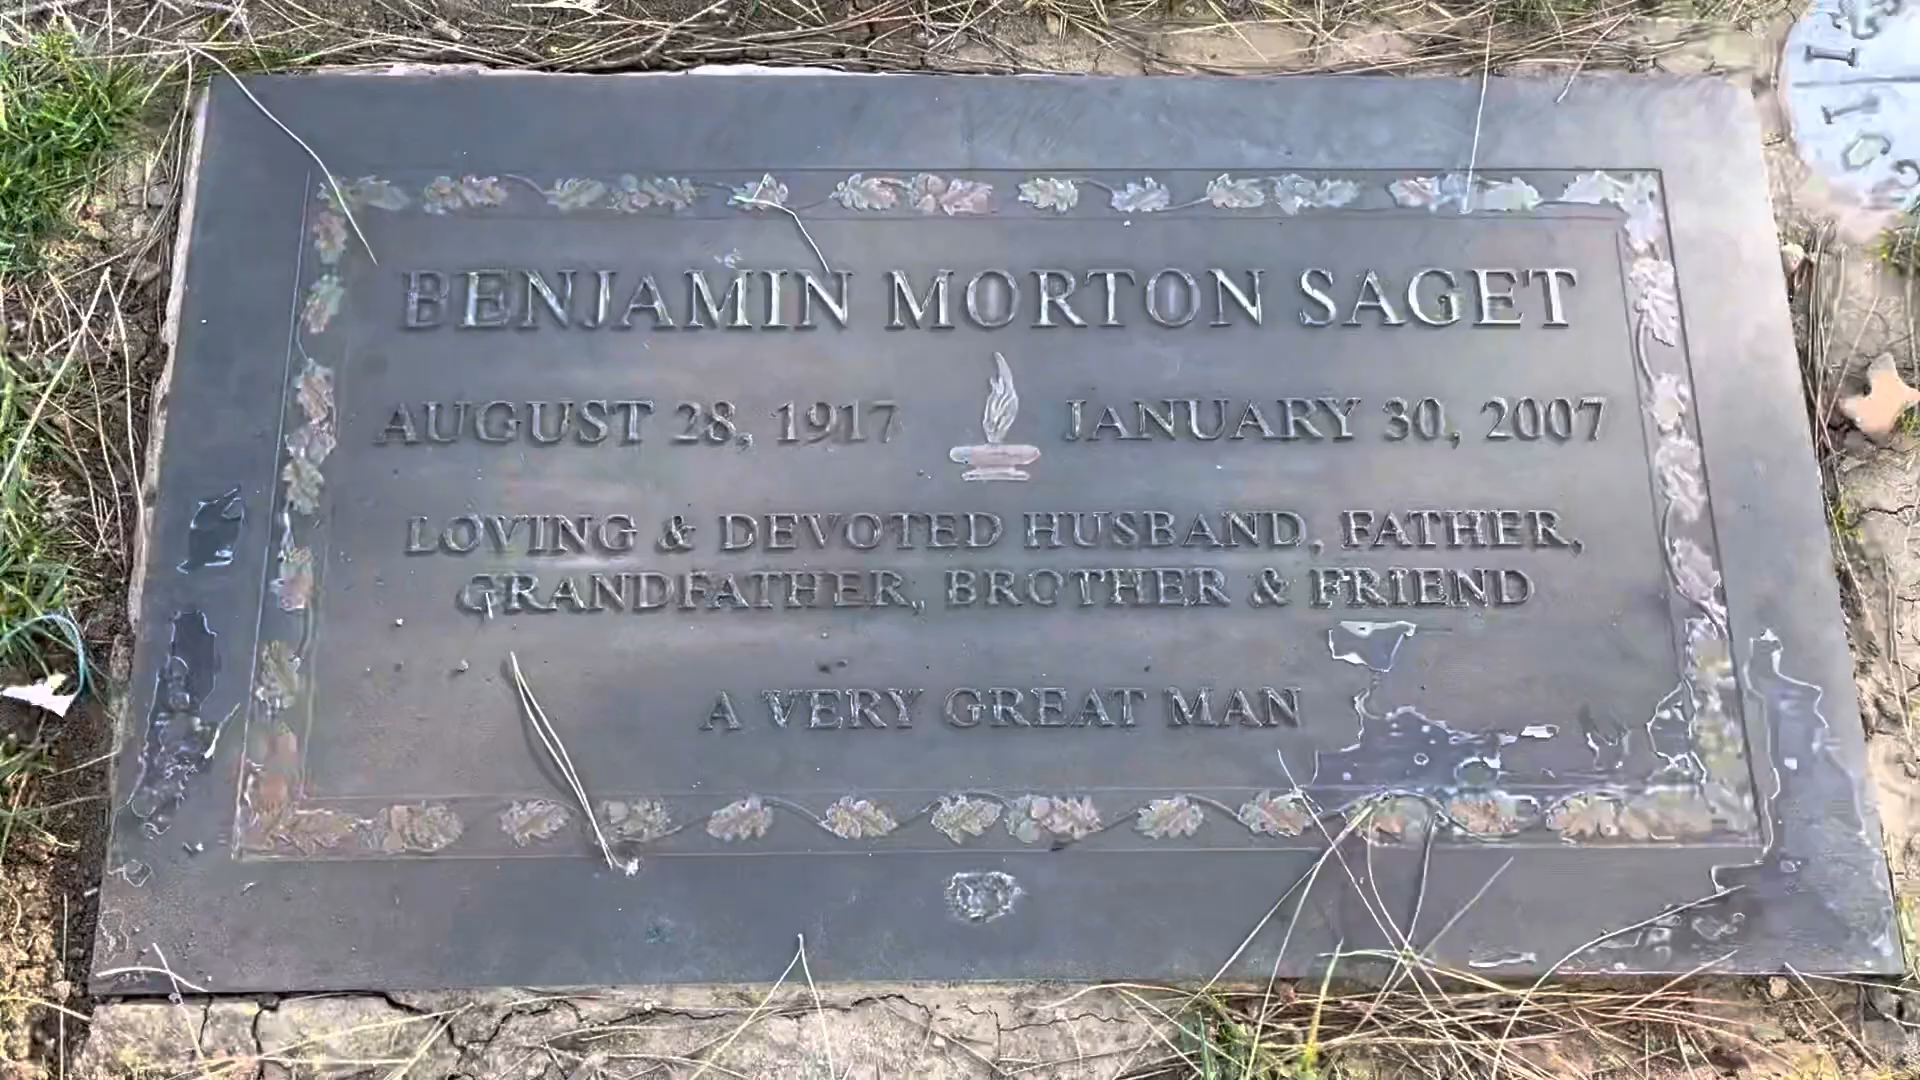 BENJAMIN MORTON SAGET
AUGUST 28, 1917 JANUARY 30, 2007
LOVING & DEVOTED HUSBAND, FATHER,
GRANDFATHER, BROTHER & FRIEND
A VERY GREAT MAN